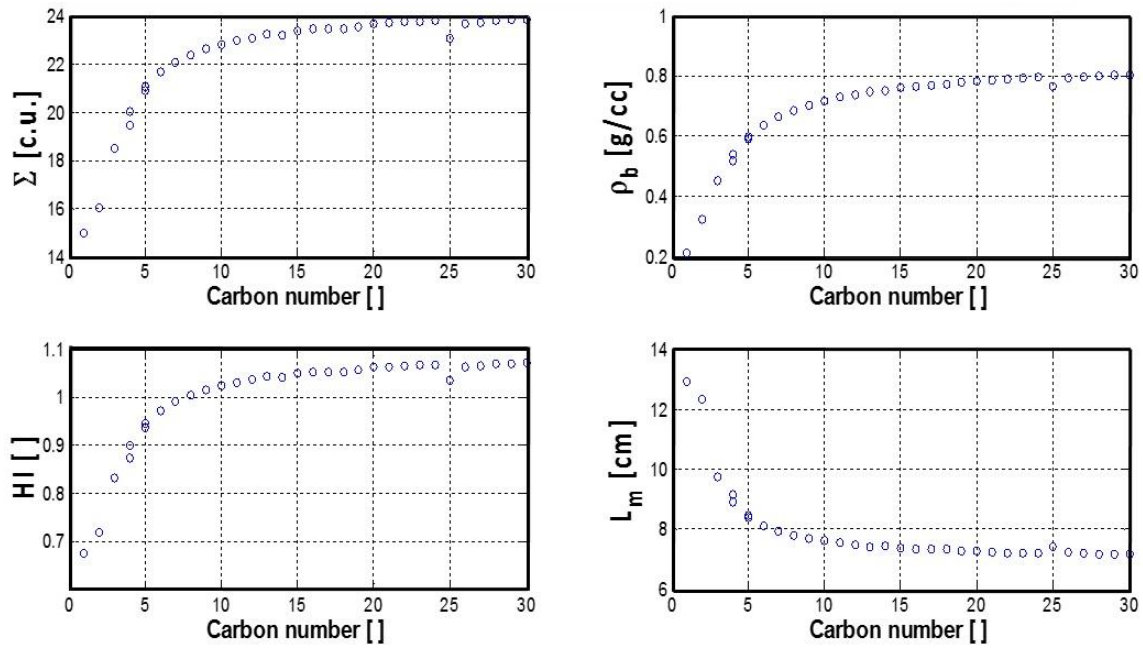 Σ [c.u.]
24
22
20
18
16
14
0 5 10 15 20 25 30
Carbon number [ ]
ρb [g/cc]
1
0.8
0.6
0.4
0.2
0 5 10 15 20 25 30
Carbon number [ ]
HI [ ]
1.1
1
0.9
0.8
0.7
0 5 10 15 20 25 30
Carbon number [ ]
Lm [cm]
14
12
10
8
6
0 5 10 15 20 25 30
Carbon number [ ]